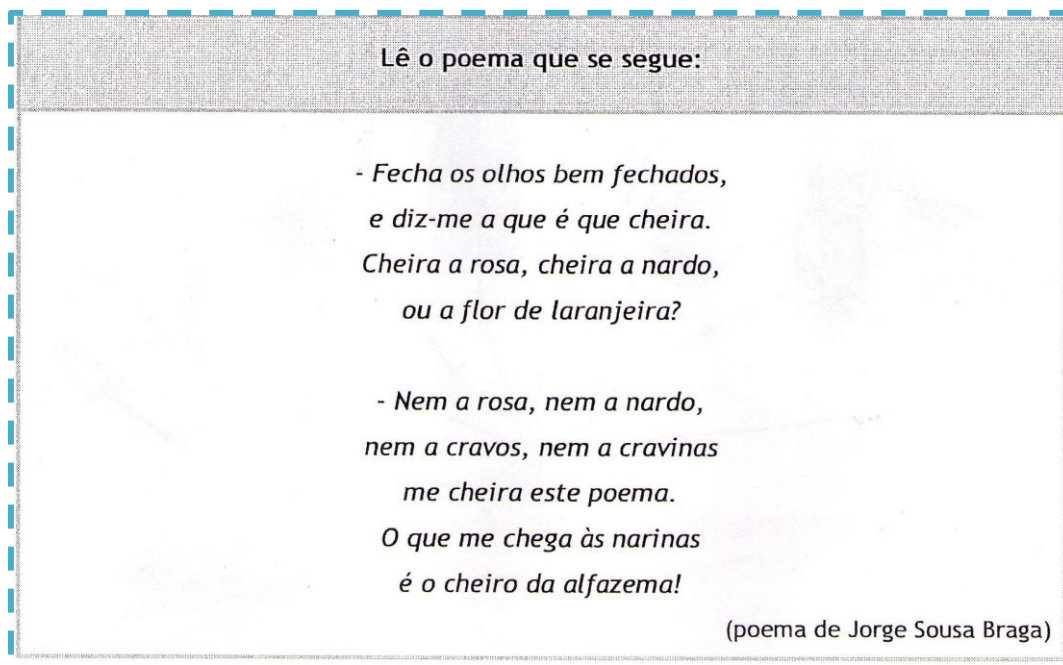 Lê o poema que se segue:
- Fecha os olhos bem fechados,
e diz-me a que é que cheira.
Cheira a rosa, cheira a nardo,
ou a flor de laranjeira?
- Nem a rosa, nem a nardo,
nem a cravos, nem a cravinas
me cheira este poema.
O que me chega às narinas
é o cheiro da alfazema!
(poema de Jorge Sousa Braga)